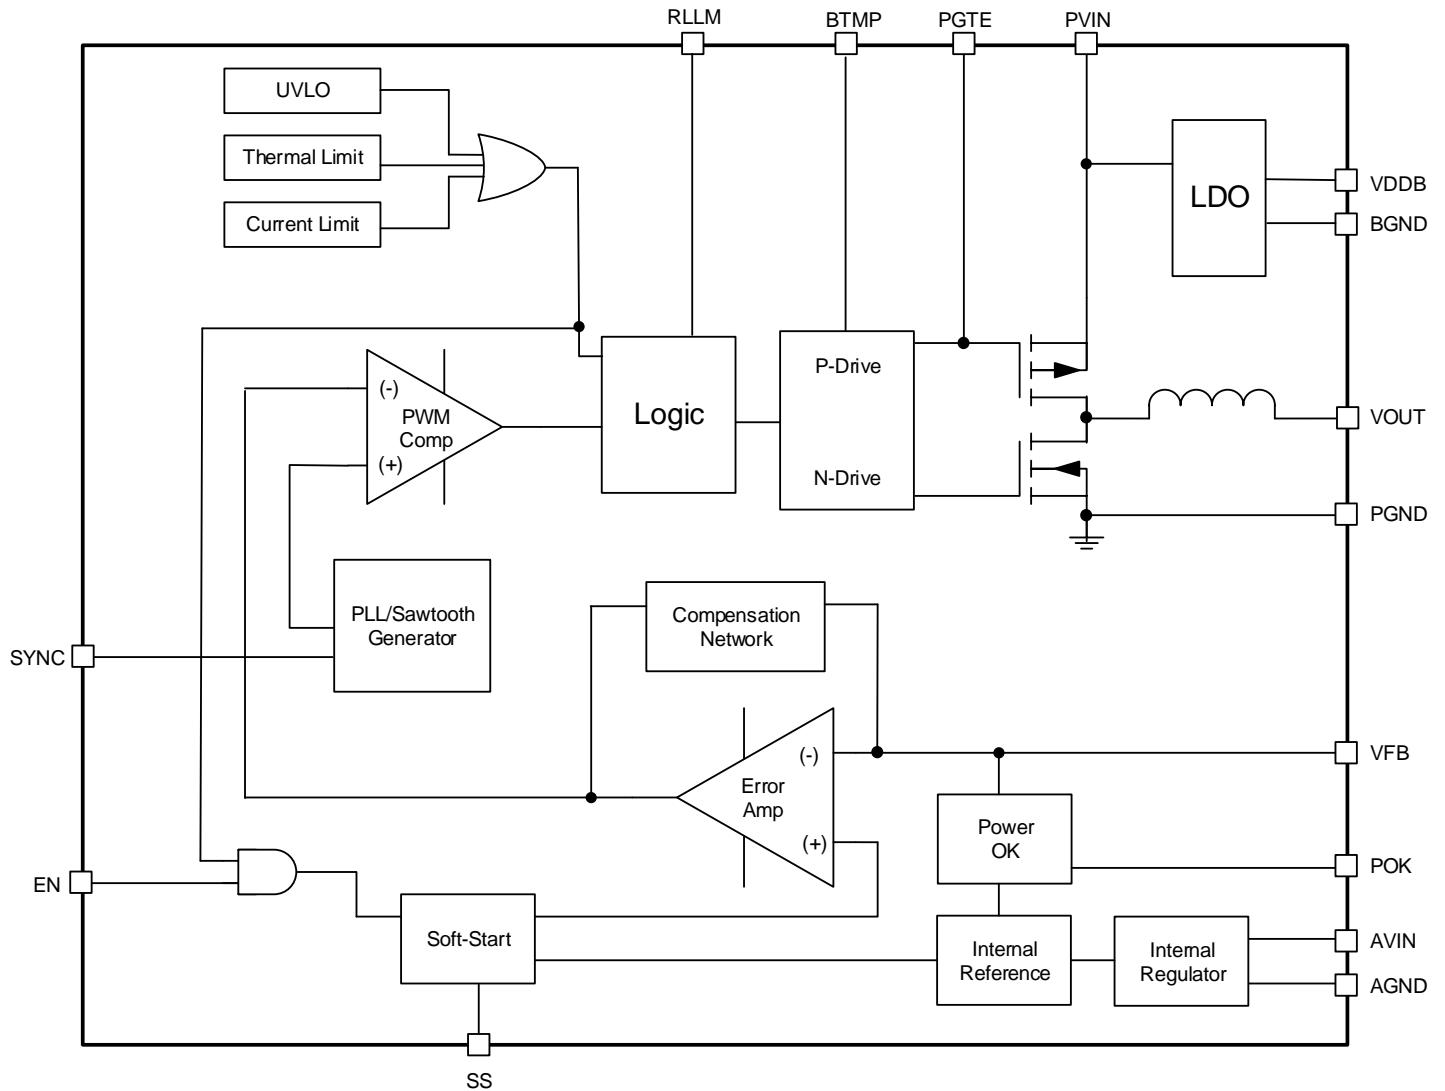 RLLM
BTMP
PGTE
PVIN
UVLO
Thermal Limit
Current Limit
LDO
VDDB
BGND
(-)
PWM
Comp
(+)
Logic
P-Drive
N-Drive
VOUT
PGND
PLL/Sawtooth
Generator
SYNC
Compensation
Network
(-)
Error
Amp
(+)
VFB
Power
OK
POK
EN
Soft-Start
Internal
Reference
Internal
Regulator
AVIN
AGND
SS